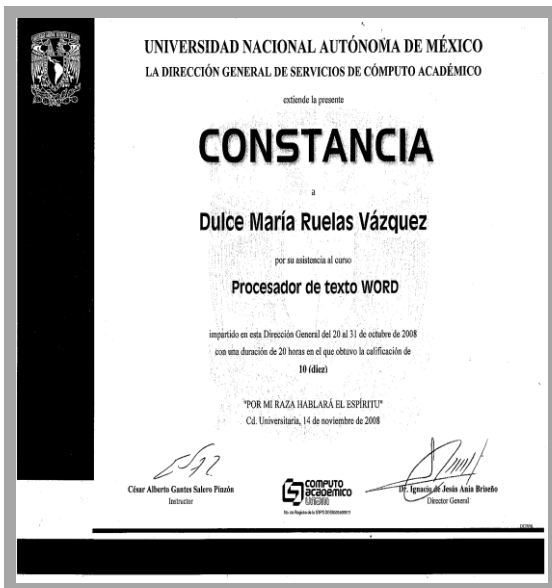 UNIVERSIDAD NACIONAL AUTÓNOMA DE MÉXICO
LA DIRECCIÓN GENERAL DE SERVICIOS DE CÓMPUTO ACADÉMICO
extiende la presente
CONSTANCIA
a
Dulce María Ruelas Vázquez
por su asistencia al curso
Procesador de texto WORD
impartido en esta Dirección General del 20 al 31 de octubre de 2008
con una duración de 20 horas en el que obtuvo la calificación de
10 (diez)
"POR MI RAZA HABLARÁ EL ESPÍRITU"
Cd. Universitaria, 14 de noviembre de 2008
César Alberto Gantes Salero Pinzón
Instructor
COMPUTO
academico
UNAM
Dr. Ignacio de Jesús Ania Briseño
Director General